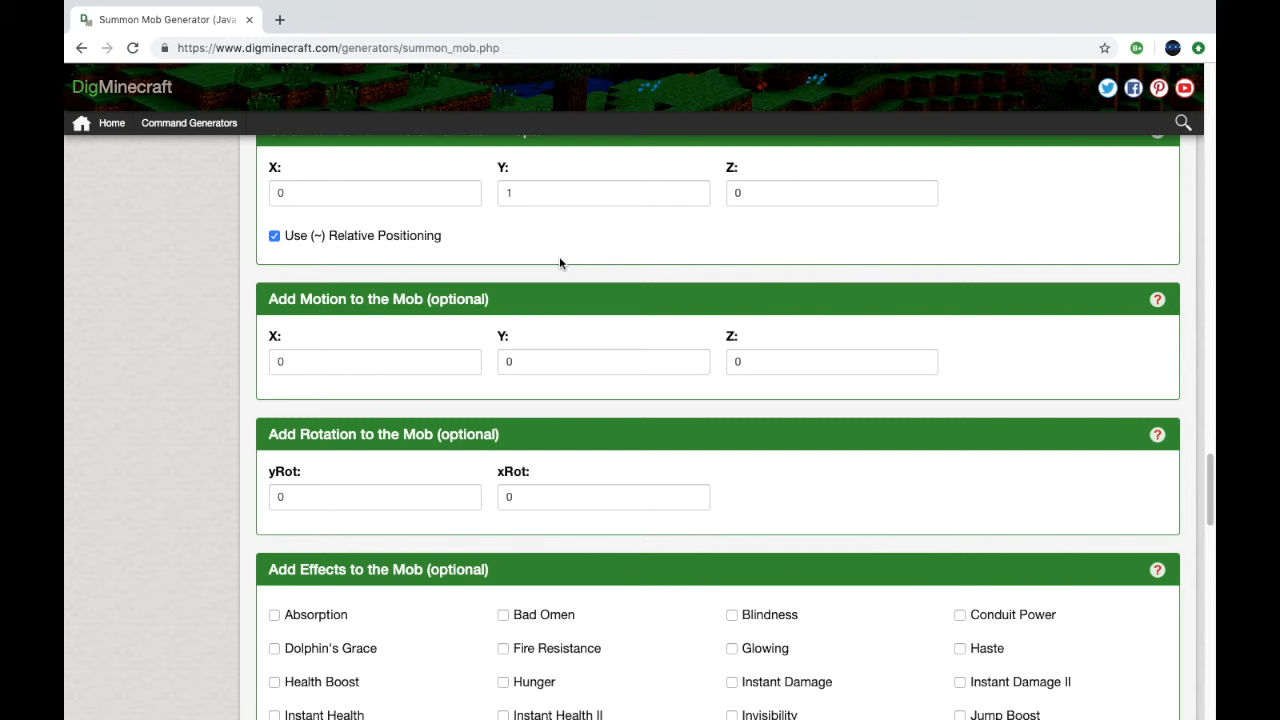 Summon Mob Generator (Java
https://www.digminecraft.com/generators/summon_mob.php
DigMinecraft
Home Command Generators
X: Y: Z:
0 1 0
Use (~) Relative Positioning
Add Motion to the Mob (optional) ?
X: Y: Z:
0 0 0
Add Rotation to the Mob (optional) ?
yRot: xRot:
0 0
Add Effects to the Mob (optional) ?
Absorption Bad Omen Blindness Conduit Power
Dolphin's Grace Fire Resistance Glowing Haste
Health Boost Hunger Instant Damage Instant Damage II
Instant Health Instant Health II Invisibility Jump Boost